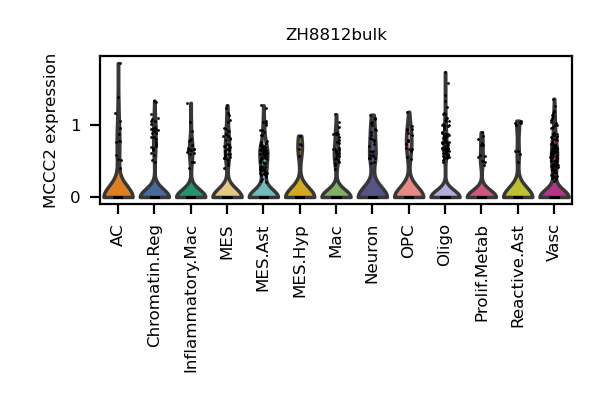 ZH8812bulk
MCCC2 expression
1
0
AC
Chromatin.Reg
Inflammatory.Mac
MES
MES.Ast
MES.Hyp
Mac
Neuron
OPC
Oligo
Prolif.Metab
Reactive.Ast
Vasc